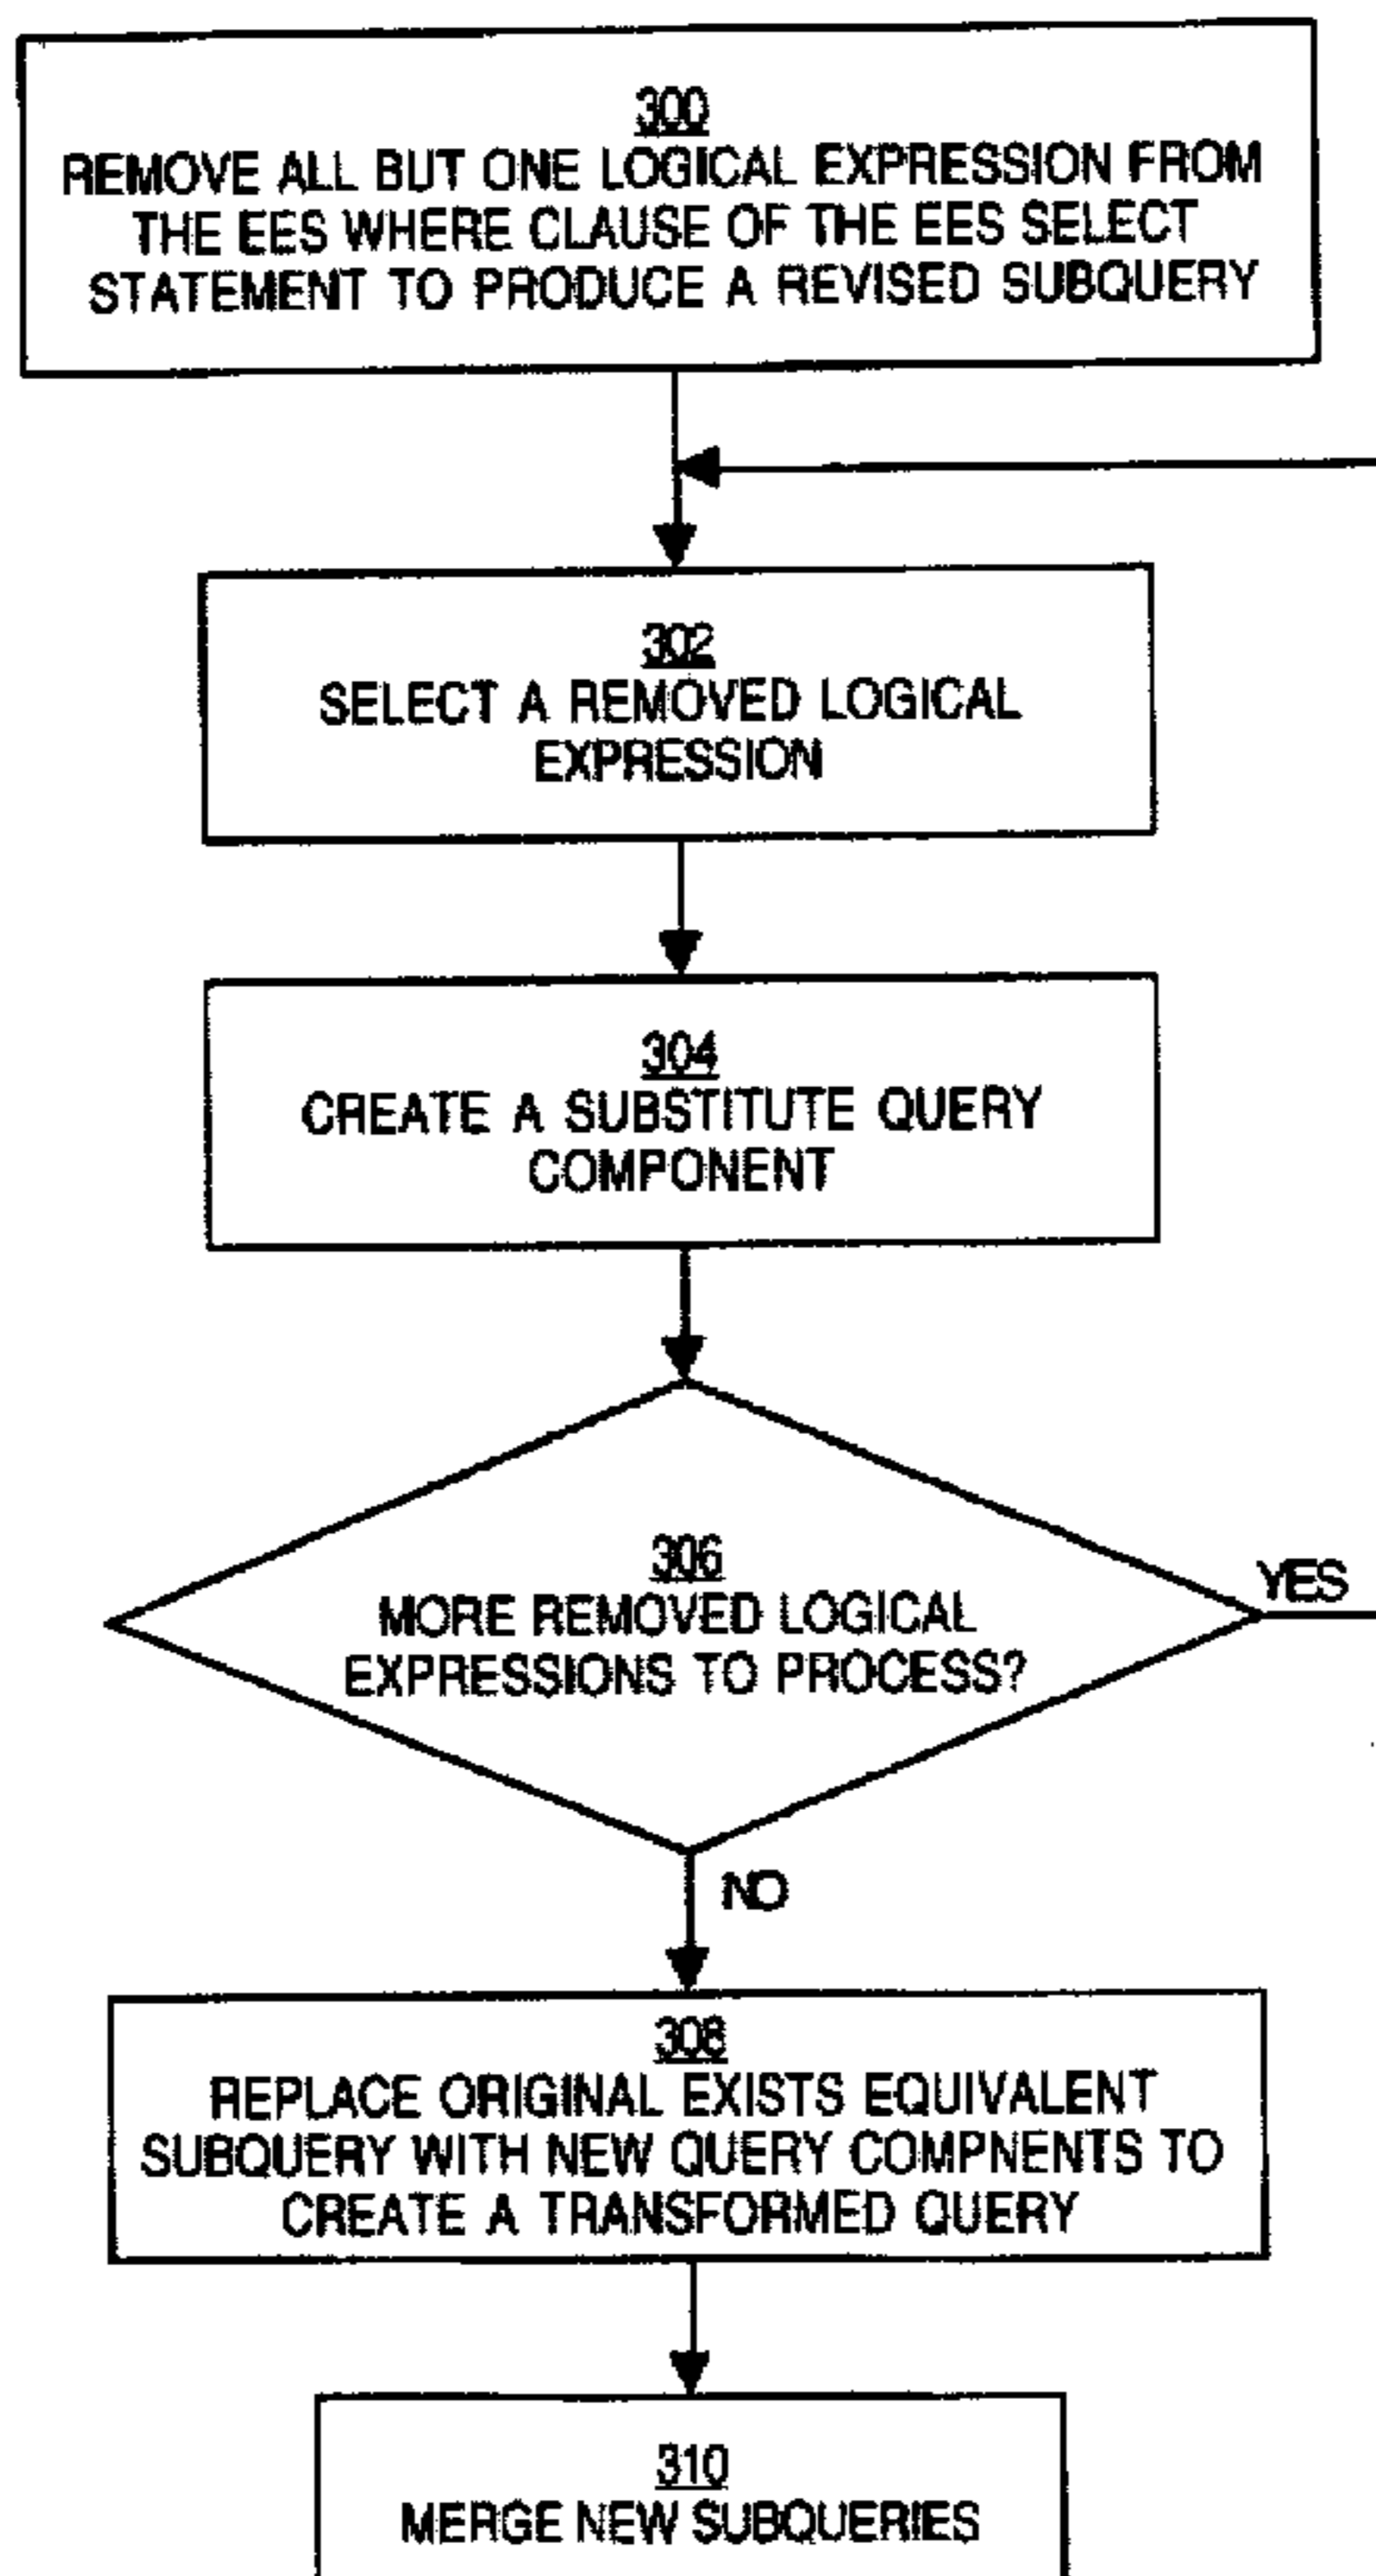 300
REMOVE ALL BUT ONE LOGICAL EXPRESSION FROM
THE EES WHERE CLAUSE OF THE EES SELECT
STATEMENT TO PRODUCE A REVISED SUBQUERY
302
SELECT A REMOVED LOGICAL
EXPRESSION
304
CREATE A SUBSTITUTE QUERY
COMPONENT
306
MORE REMOVED LOGICAL
EXPRESSIONS TO PROCESS?
YES
NO
308
REPLACE ORIGINAL EXISTS EQUIVALENT
SUBQUERY WITH NEW QUERY COMPNENTS TO
CREATE A TRANSFORMED QUERY
310
MERGE NEW SUBQUERIES